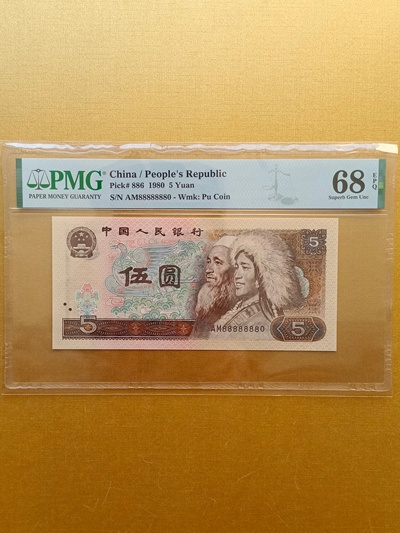 PMG
PAPER MONEY GUARANTY
China / People's Republic
Pick# 886 1980 5 Yuan
S/N AM88888880 - Wmk: Pu Coin
68
EPQ
Superb Gem Unc
中国人民银行
伍圆
5
5
AM88888880
5